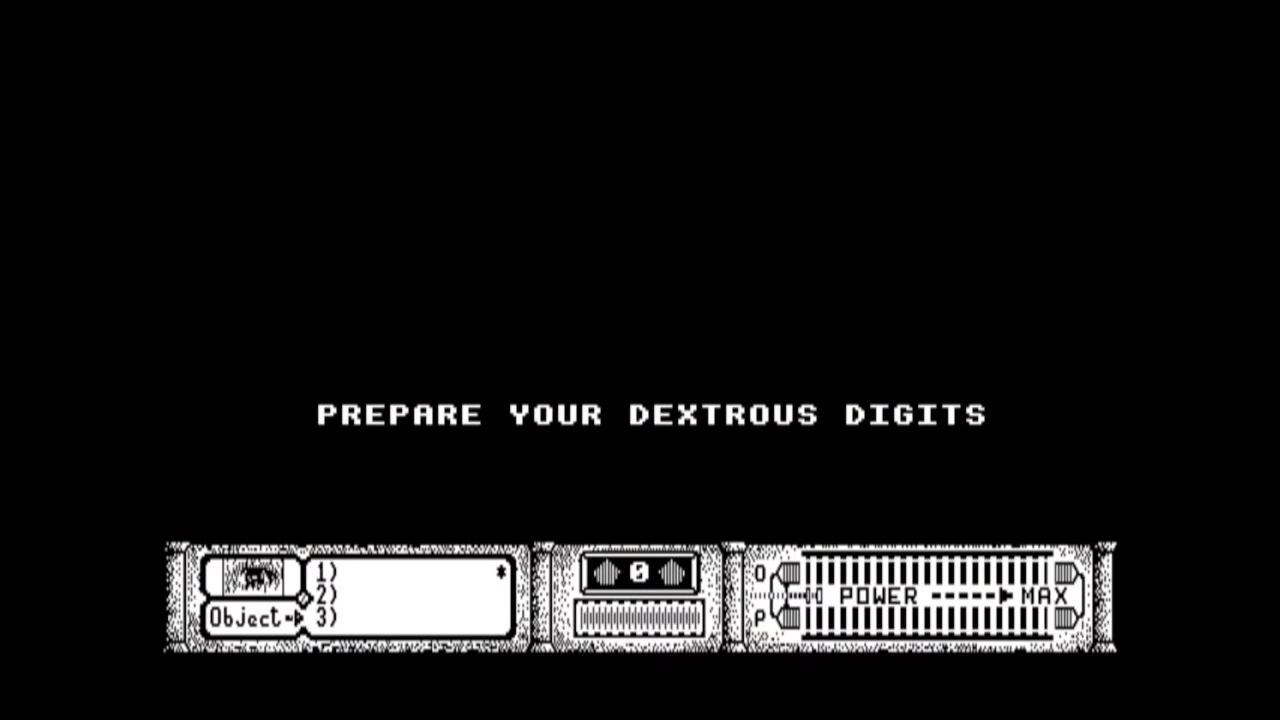 PREPARE YOUR DEXTROUS DIGITS
1) *
2)
Object 3)
0
O
POWER MAX
P